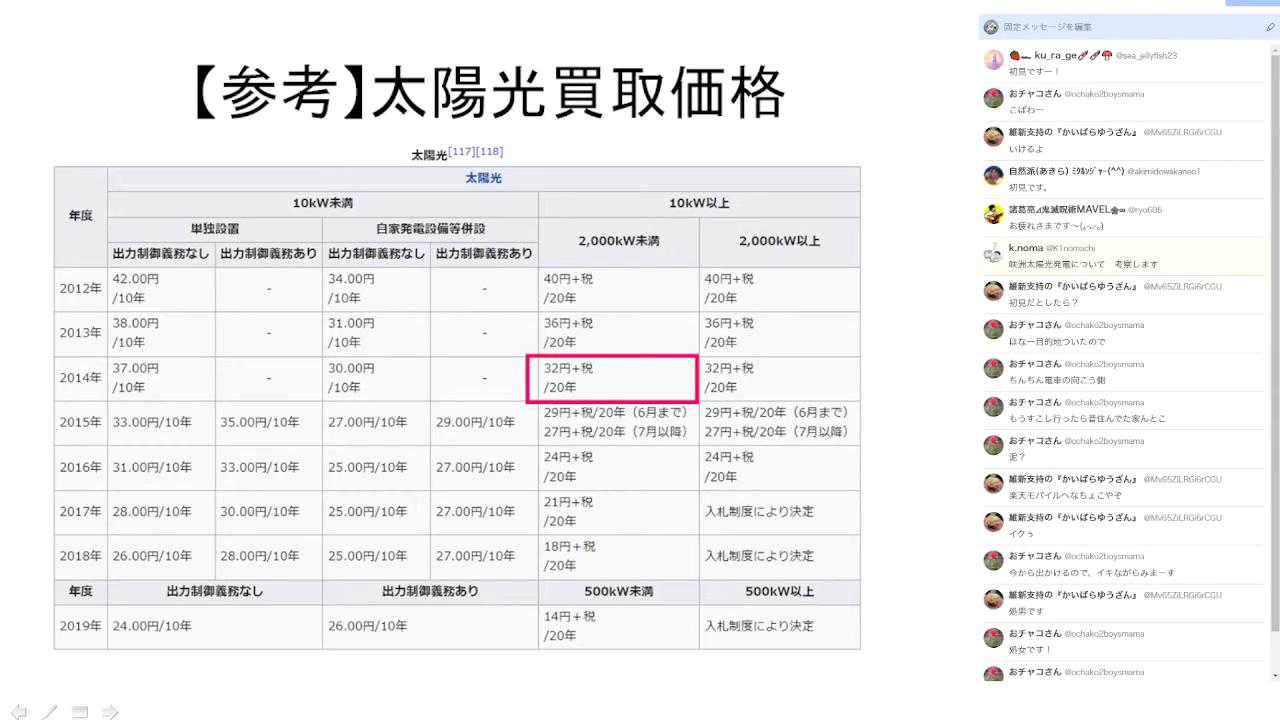 【参考】太陽光買取価格
太陽光[117][118]
年度 太陽光
10kW未満 10kW以上
単独設置 自家発電設備等併設 2,000kW未満 2,000kW以上
出力制御義務なし 出力制御義務あり 出力制御義務なし 出力制御義務あり
2012年 42.00円/10年 - 34.00円/10年 - 40円+税/20年 40円+税/20年
2013年 38.00円/10年 - 31.00円/10年 - 36円+税/20年 36円+税/20年
2014年 37.00円/10年 - 30.00円/10年 - 32円+税/20年 32円+税/20年
2015年 33.00円/10年 35.00円/10年 27.00円/10年 29.00円/10年 29円+税/20年（6月まで）27円+税/20年（7月以降） 29円+税/20年（6月まで）27円+税/20年（7月以降）
2016年 31.00円/10年 33.00円/10年 25.00円/10年 27.00円/10年 24円+税/20年 24円+税/20年
2017年 28.00円/10年 30.00円/10年 25.00円/10年 27.00円/10年 21円+税/20年 入札制度により決定
2018年 26.00円/10年 28.00円/10年 25.00円/10年 27.00円/10年 18円+税/20年 入札制度により決定
年度 出力制御義務なし 出力制御義務あり 500kW未満 500kW以上
2019年 24.00円/10年 26.00円/10年 14円+税/20年 入札制度により決定
固定メッセージを編集
ku_ra_ge @sea_jellyfish23
初見ですー！
おチャコさん @ochako2boysmama
こばわー
維新支持の『かいばらゆうざん』 @Mv65ZiLRGi6rCGU
いけるよ
自然派(あきら) ﾐｸﾙﾝｼﾞｬｰ(^^) @akimidowakaneo1
初見です。
諸葛亮⊿鬼滅呪術MAVEL∞ @ryo605
お疲れさまです〜(｡ᵕᴗᵕ｡)
k.noma @K1nomachi
咲洲太陽光発電について 考察します
維新支持の『かいばらゆうざん』 @Mv65ZiLRGi6rCGU
初見だとしたら？
おチャコさん @ochako2boysmama
ほな一目的地ついたので
おチャコさん @ochako2boysmama
ちんちん電車の向こう側
おチャコさん @ochako2boysmama
もうすこし行ったら昔住んでた家んとこ
おチャコさん @ochako2boysmama
泥？
維新支持の『かいばらゆうざん』 @Mv65ZiLRGi6rCGU
楽天モバイルへなちょこやぞ
維新支持の『かいばらゆうざん』 @Mv65ZiLRGi6rCGU
イクぅ
おチャコさん @ochako2boysmama
今から出かけるので、イキながらみまーす
維新支持の『かいばらゆうざん』 @Mv65ZiLRGi6rCGU
処男です
おチャコさん @ochako2boysmama
処女です！
おチャコさん @ochako2boysmama